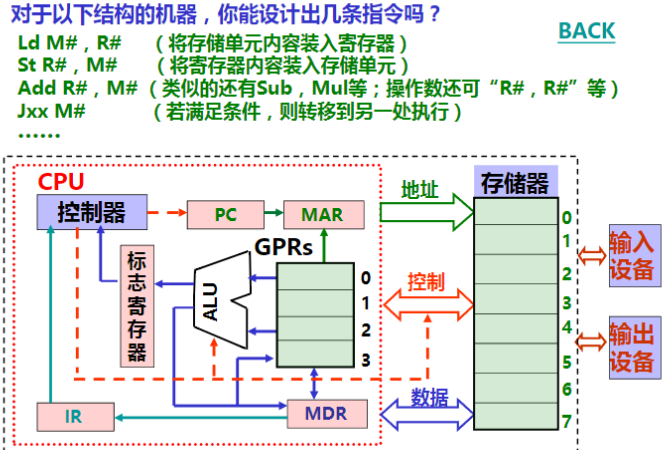 对于以下结构的机器，你能设计出几条指令吗？
BACK
Ld M#，R# （将存储单元内容装入寄存器）
St R#，M# （将寄存器内容装入存储单元）
Add R#，M#（类似的还有Sub，Mul等；操作数还可“R#，R#”等）
Jxx M# （若满足条件，则转移到另一处执行）
……
CPU
控制器
PC
MAR
地址
存储器
GPRs
标志寄存器
ALU
0
1
2
3
控制
0
1
2
3
4
5
6
7
输入
设备
输出
设备
IR
MDR
数据